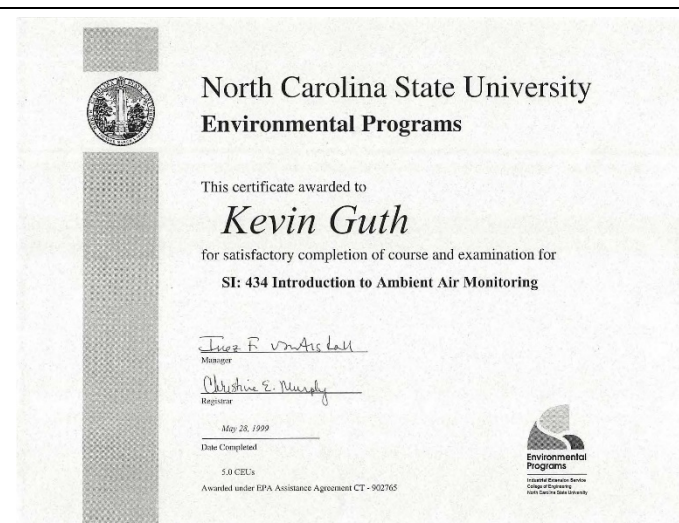 North Carolina State University
Environmental Programs
This certificate awarded to
Kevin Guth
for satisfactory completion of course and examination for
SI: 434 Introduction to Ambient Air Monitoring
Inez F.
Manager
Christine E. Murphy
Registrar
May 28, 1999
Date Completed
5.0 CEUs
Awarded under EPA Assistance Agreement CT - 902765
Environmental
Programs
Industrial Extension Service
College of Engineering
North Carolina State University